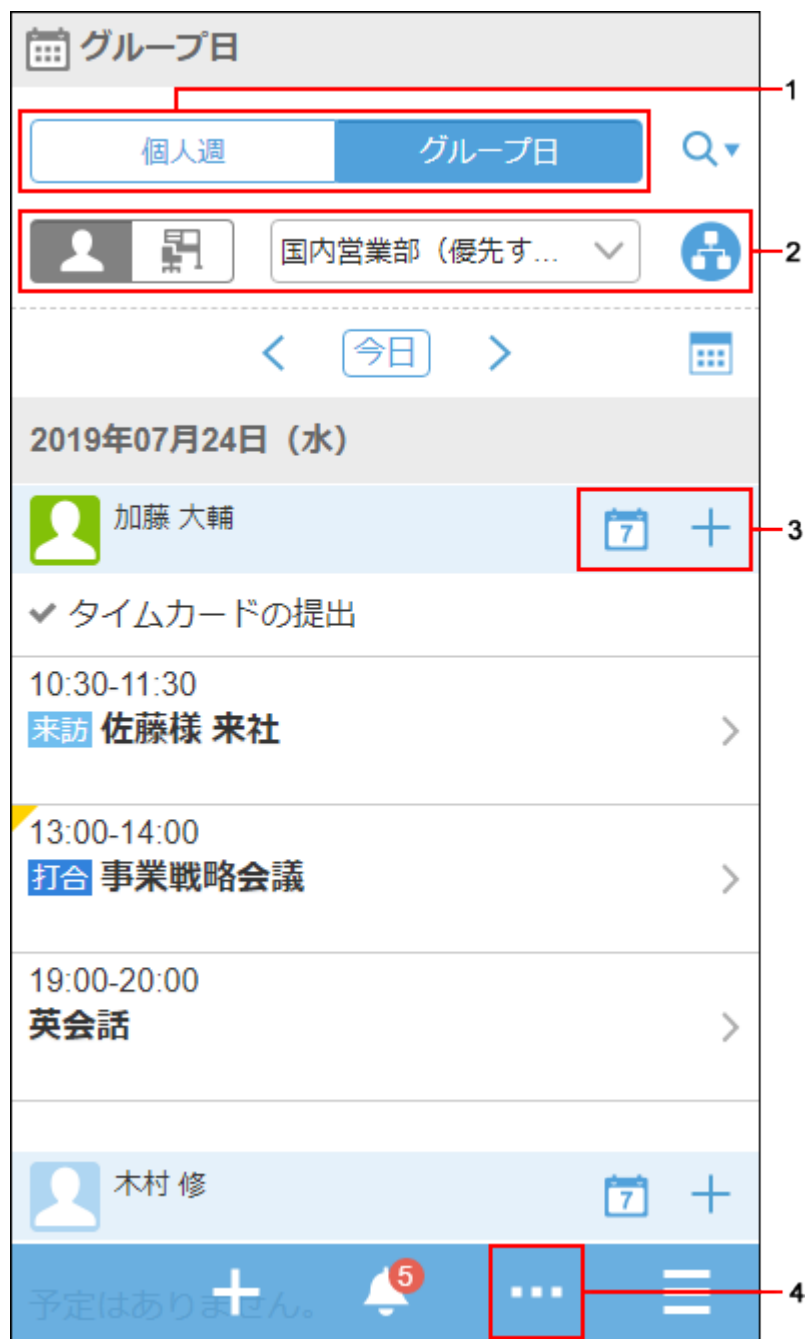 グループ日
1
個人週 グループ日
国内営業部（優先す... 2
今日
2019年07月24日（水）
加藤 大輔 7 3
タイムカードの提出
10:30-11:30
来訪 佐藤様 来社
13:00-14:00
打合 事業戦略会議
19:00-20:00
英会話
木村 修 7
予定はありません。 5 4